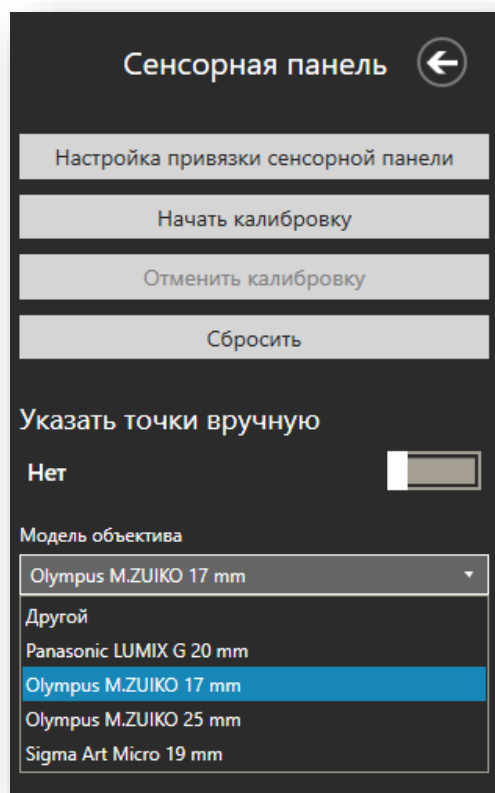 Сенсорная панель
Настройка привязки сенсорной панели
Начать калибровку
Отменить калибровку
Сбросить
Указать точки вручную
Нет
Модель объектива
Olympus M.ZUIKO 17 mm
Другой
Panasonic LUMIX G 20 mm
Olympus M.ZUIKO 17 mm
Olympus M.ZUIKO 25 mm
Sigma Art Micro 19 mm